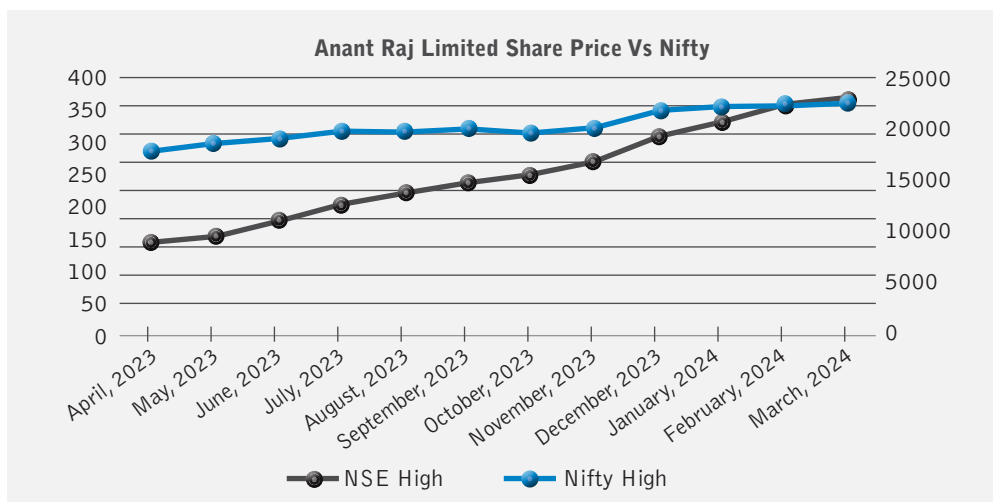 Anant Raj Limited Share Price Vs Nifty
400
350
300
250
200
150
100
50
0
25000
20000
15000
10000
5000
0
April, 2023
May, 2023
June, 2023
July, 2023
August, 2023
September, 2023
October, 2023
November, 2023
December, 2023
January, 2024
February, 2024
March, 2024
NSE High
Nifty High